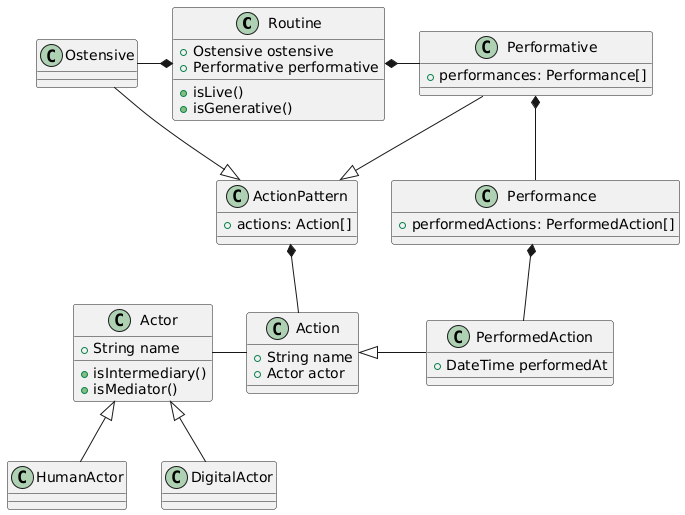 C Routine
Ostensive ostensive
Performative performative
isLive()
isGenerative()
C Ostensive
C Performative
performances: Performance[]
C ActionPattern
actions: Action[]
C Performance
performedActions: PerformedAction[]
C Actor
String name
isIntermediary()
isMediator()
C Action
String name
Actor actor
C PerformedAction
DateTime performedAt
C HumanActor
C DigitalActor